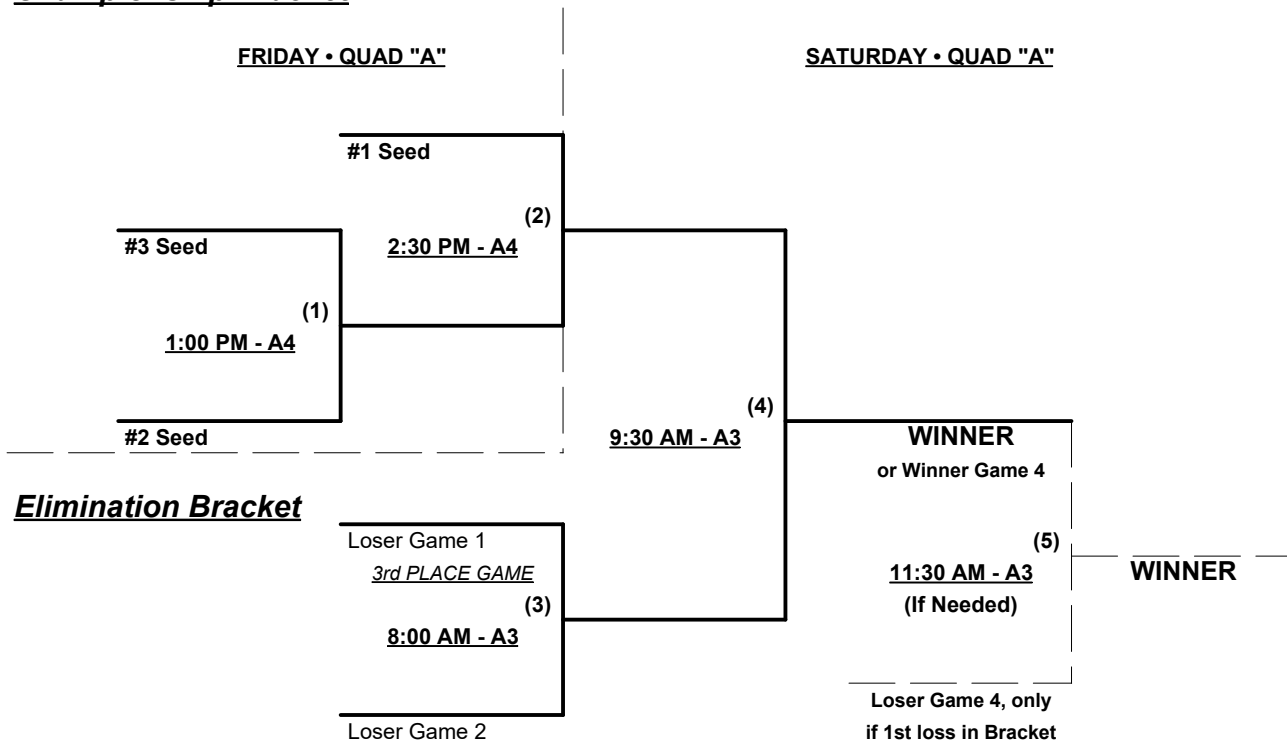 FRIDAY • QUAD "A"
SATURDAY • QUAD "A"
#1 Seed
(2)
#3 Seed
2:30 PM - A4
(1)
1:00 PM - A4
(4)
#2 Seed
9:30 AM - A3
WINNER
or Winner Game 4
Elimination Bracket
Loser Game 1
(5)
3rd PLACE GAME
11:30 AM - A3
WINNER
(3)
(If Needed)
8:00 AM - A3
Loser Game 4, only
Loser Game 2
if 1st loss in Bracket